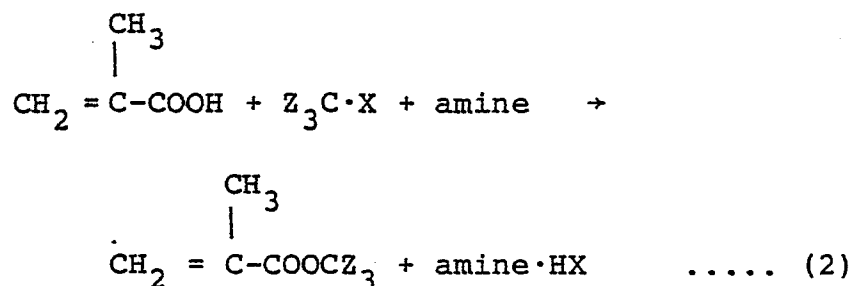 CH₃
|
CH₂ = C-COOH + Z₃C·X + amine →
CH₃
|
CH₂ = C-COOCZ₃ + amine·HX ..... (2)